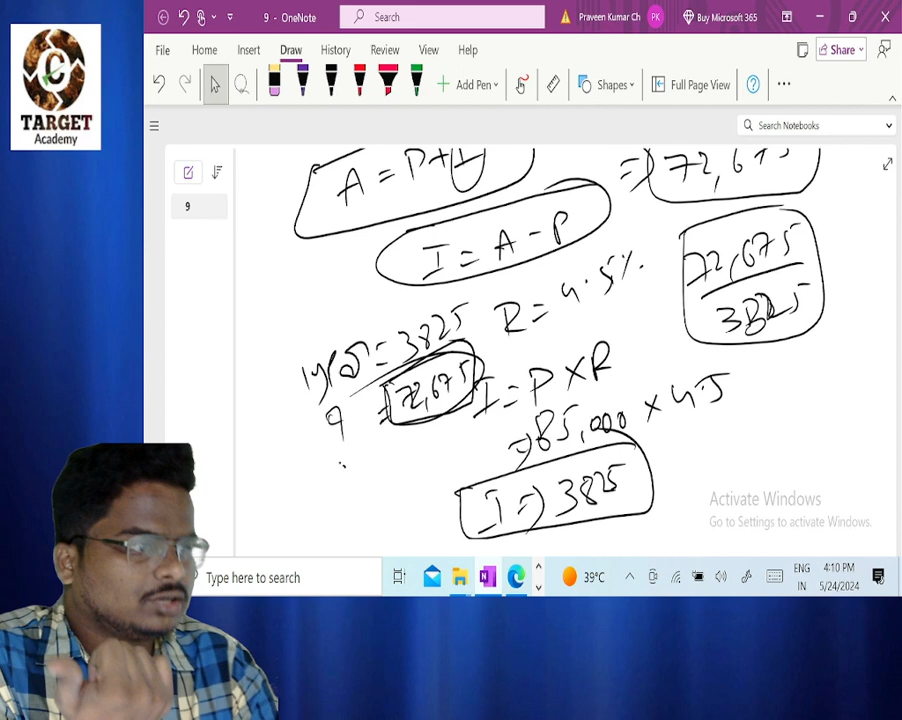 9 - OneNote
Search
Praveen Kumar Ch
PK
Buy Microsoft 365
TARGET
Academy
File Home Insert Draw History Review View Help
Share
Add Pen
Shapes
Full Page View
Search Notebooks
9
A = P+I
=) 72,675
I = A - P
72,675
3825
R = 4.5%
= 3825
9 = 72,675
I = P × R
=) 85,000 × 4.5
I =) 3825
Activate Windows
Go to Settings to activate Windows.
Type here to search
39°C
ENG
IN
4:10 PM
5/24/2024